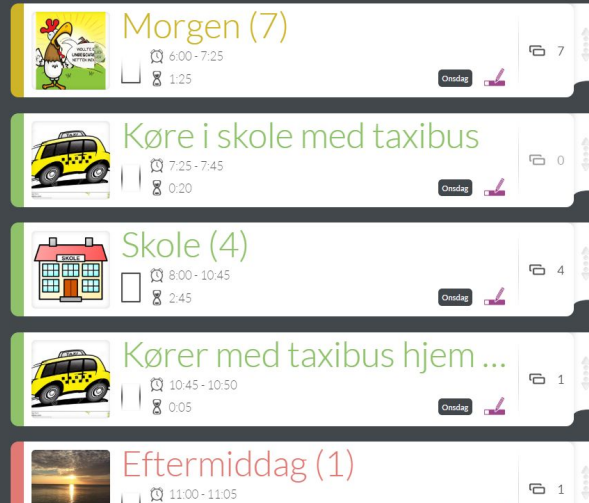 Morgen (7)
6:00 - 7:25
1:25
Onsdag
7
Køre i skole med taxibus
7:25 - 7:45
0:20
Onsdag
0
Skole (4)
SKOLE
8:00 - 10:45
2:45
Onsdag
4
Kører med taxibus hjem ...
10:45 - 10:50
0:05
Onsdag
1
Eftermiddag (1)
11:00 - 11:05
1